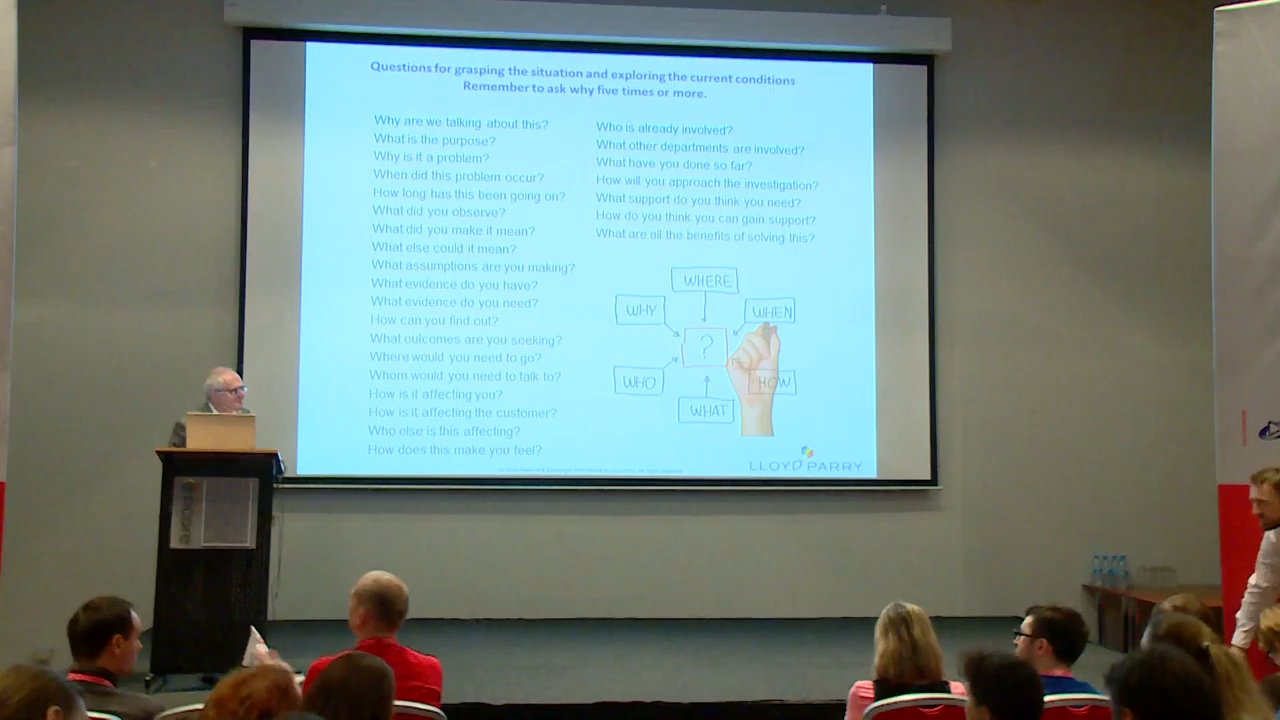 Questions for grasping the situation and exploring the current conditions
Remember to ask why five times or more.
Why are we talking about this?
What is the purpose?
Why is it a problem?
When did this problem occur?
How long has this been going on?
What did you observe?
What did you make it mean?
What else could it mean?
What assumptions are you making?
What evidence do you have?
What evidence do you need?
How can you find out?
What outcomes are you seeking?
Where would you need to go?
Whom would you need to talk to?
How is it affecting you?
How is it affecting the customer?
Who else is this affecting?
How does this make you feel?
Who is already involved?
What other departments are involved?
What have you done so far?
How will you approach the investigation?
What support do you think you need?
How do you think you can gain support?
What are all the benefits of solving this?
WHERE
WHY
WHEN
?
WHO
HOW
WHAT
LLOYD PARRY
encore